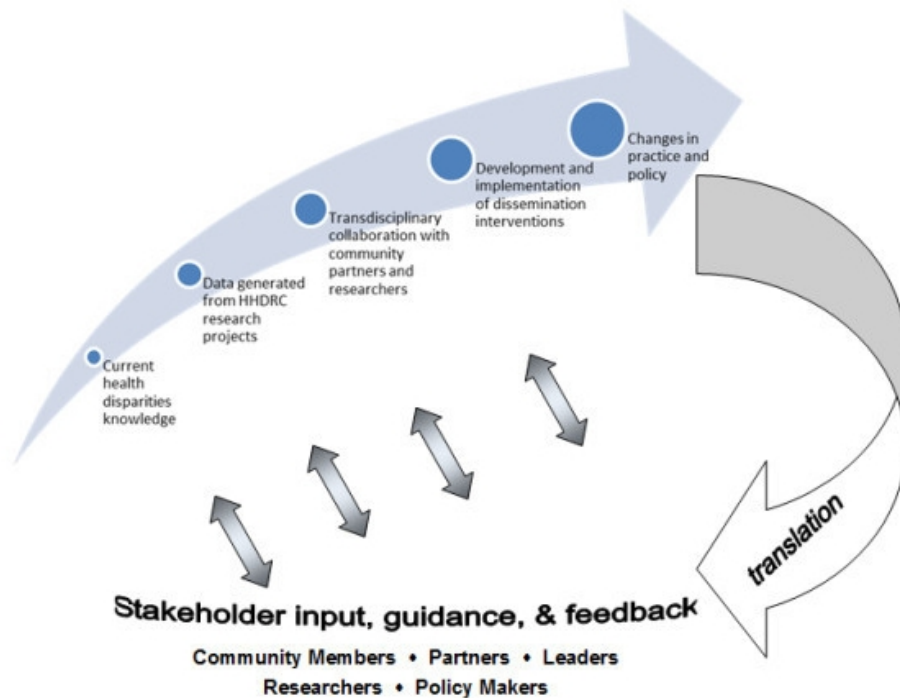 Current
health
disparities
knowledge
Data generated
from HHDRC
research
projects
Transdisciplinary
collaboration with
community
partners and
researchers
Development and
implementation
of dissemination
interventions
Changes in
practice and
policy
translation
Stakeholder input, guidance, & feedback
Community Members • Partners • Leaders
Researchers • Policy Makers